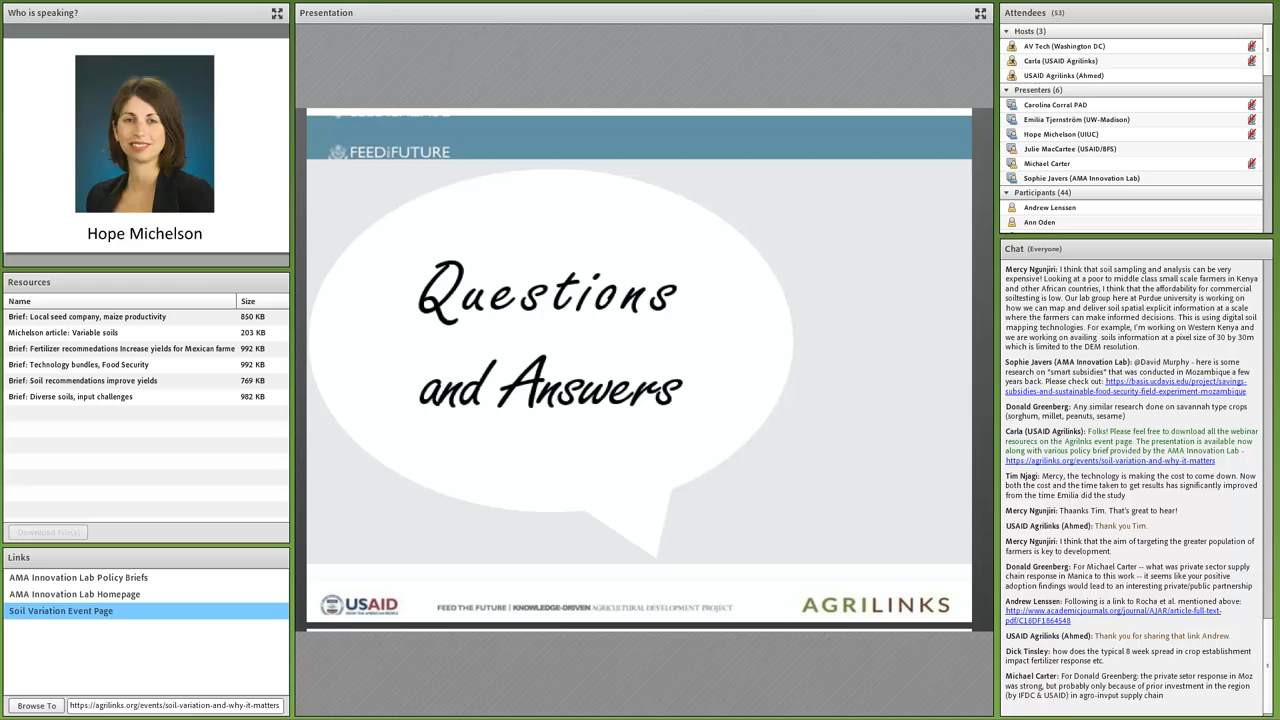 Who is speaking?
Hope Michelson
Resources
Name Size
Brief: Local seed company, maize productivity 850 KB
Michelson article: Variable soils 203 KB
Brief: Fertilizer recommendations Increase yields for Mexican farme 992 KB
Brief: Technology bundles, Food Security 992 KB
Brief: Soil recommendations improve yields 769 KB
Brief: Diverse soils, input challenges 982 KB
Download File(s)
Links
AMA Innovation Lab Policy Briefs
AMA Innovation Lab Homepage
Soil Variation Event Page
Browse To https://agrilinks.org/events/soil-variation-and-why-it-matters
Presentation
FEED THE FUTURE
Questions
and Answers
USAID
FROM THE AMERICAN PEOPLE
FEED THE FUTURE | KNOWLEDGE-DRIVEN AGRICULTURAL DEVELOPMENT PROJECT
AGRILINKS
Attendees (53)
Hosts (3)
AV Tech (Washington DC)
Carla (USAID Agrilinks)
USAID Agrilinks (Ahmed)
Presenters (6)
Carolina Corral PAD
Emilia Tjernström (UW-Madison)
Hope Michelson (UIUC)
Julie MacCartee (USAID/BFS)
Michael Carter
Sophie Javers (AMA Innovation Lab)
Participants (44)
Andrew Lenssen
Ann Oden
Chat (Everyone)
Mercy Ngunjiri: I think that soil sampling and analysis can be very
expensive! Looking at a poor to middle class small scale farmers in Kenya
and other African countries, I think that the affordability for commercial
soiltesting is low. Our lab group here at Purdue university is working on
how we can map and deliver soil spatial explicit information at a scale
where the farmers can make informed decisions. This is using digital soil
mapping technologies. For example, I'm working on Western Kenya and
we are working on availing soils information at a pixel size of 30 by 30m
which is limited to the DEM resolution.
Sophie Javers (AMA Innovation Lab): @David Murphy - here is some
research on "smart subsidies" that was conducted in Mozambique a few
years back. Please check out: https://basis.ucdavis.edu/project/savings-
subsidies-and-sustainable-food-security-field-experiment-mozambique
Donald Greenberg: Any similar research done on savannah type crops
(sorghum, millet, peanuts, sesame)
Carla (USAID Agrilinks): Folks! Please feel free to download all the webinar
resourecs on the Agrilnks event page. The presentation is available now
along with various policy brief provided by the AMA Innovation Lab -
https://agrilinks.org/events/soil-variation-and-why-it-matters
Tim Njagi: Mercy, the technology is making the cost to come down. Now
both the cost and the time taken to get results has significantly improved
from the time Emilia did the study
Mercy Ngunjiri: Thaanks Tim. That's great to hear!
USAID Agrilinks (Ahmed): Thank you Tim.
Mercy Ngunjiri: I think that the aim of targeting the greater population of
farmers is key to development.
Donald Greenberg: For Michael Carter -- what was private sector supply
chain response in Manica to this work -- it seems like your positive
adoption findings would lead to an interesting private/public partnership
Andrew Lenssen: Following is a link to Rocha et al. mentioned above:
http://www.academicjournals.org/journal/AJAR/article-full-text-
pdf/C18DF1864548
USAID Agrilinks (Ahmed): Thank you for sharing that link Andrew.
Dick Tinsley: how does the typical 8 week spread in crop establishment
impact fertilizer response etc.
Michael Carter: For Donald Greenberg: the private setor response in Moz
was strong, but probably only because of prior investment in the region
(by IFDC & USAID) in agro-invput supply chain